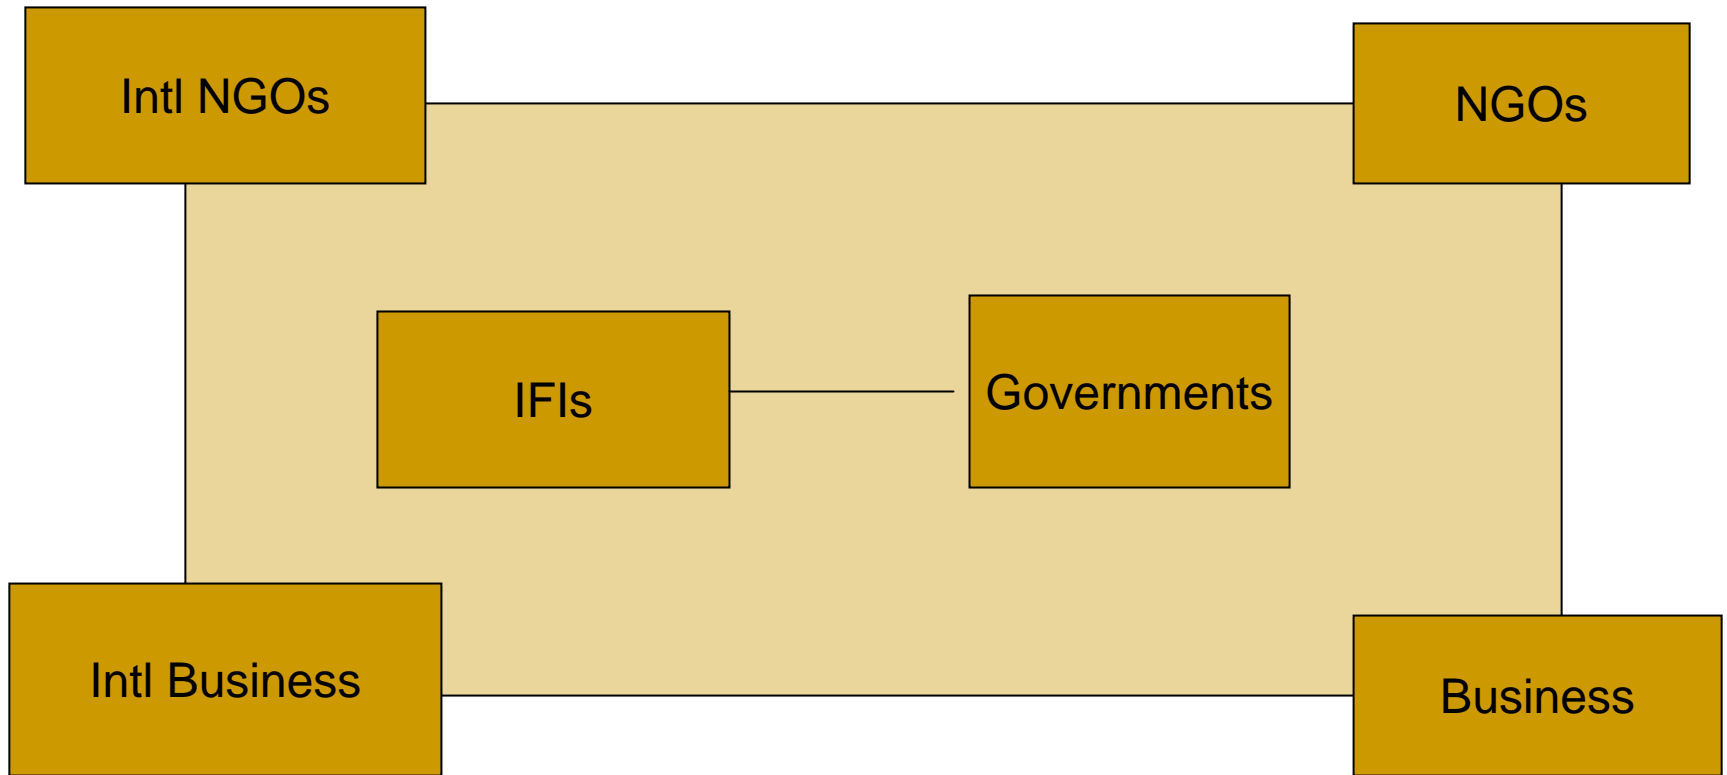 Intl NGOs
NGOs
IFIs
Governments
Intl Business
Business